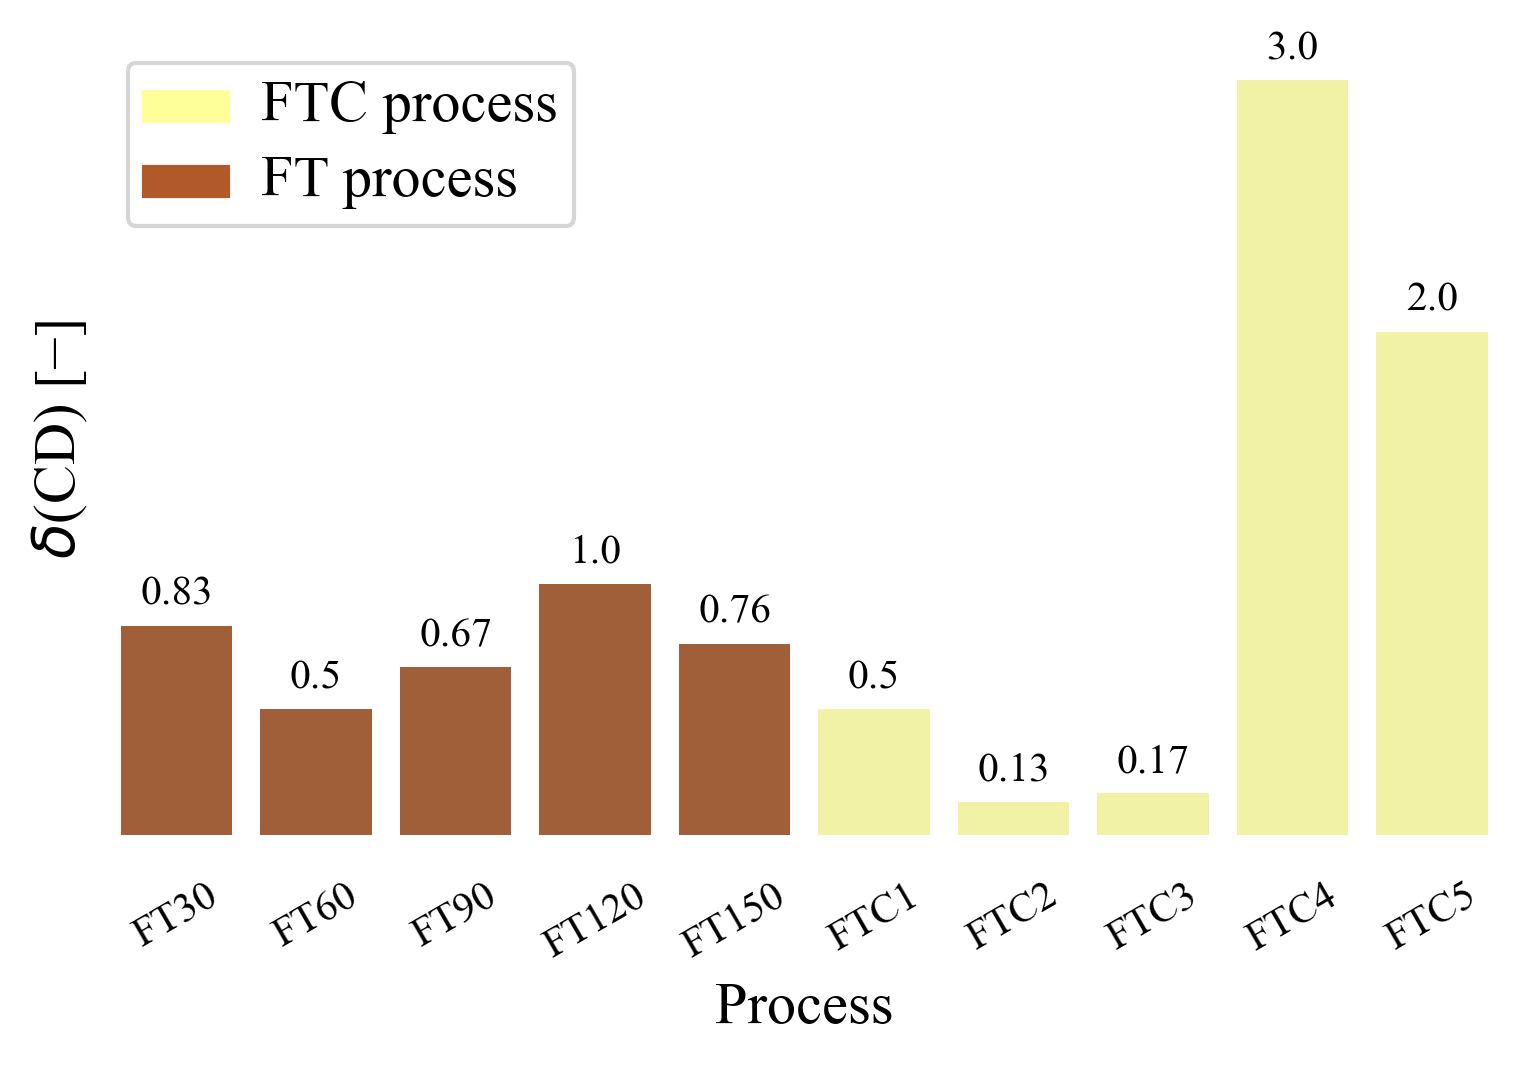 FTC process
FT process
δ(CD) [−]
3.0
2.0
1.0
0.83
0.76
0.67
0.5
0.5
0.17
0.13
FT30
FT60
FT90
FT120
FT150
FTC1
FTC2
FTC3
FTC4
FTC5
Process